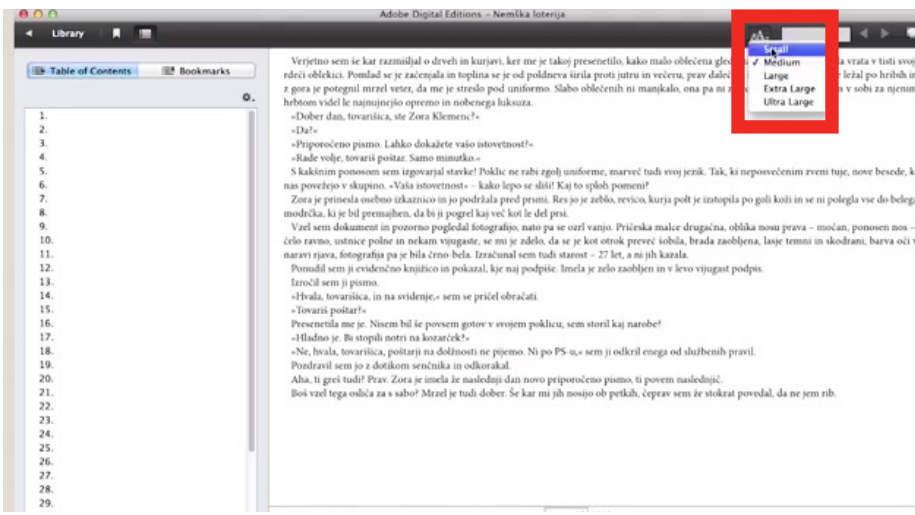 Adobe Digital Editions - Nemška loterija
Library
AA
Small
✓ Medium
Large
Extra Large
Ultra Large
Table of Contents
Bookmarks
1.
2.
3.
4.
5.
6.
7.
8.
9.
10.
11.
12.
13.
14.
15.
16.
17.
18.
19.
20.
21.
22.
23.
24.
25.
26.
27.
28.
29.
Verjetno sem še kar razmišljal o drveh in kurjavi, ker me je takoj presenetilo, kako malo oblečena a vrata v tisti svoj
rdeči oblekici. Pomlad se je začenjala in toplina se je od poldneva širila proti jutru in večeru, prav ležal po hribih in
z gora je potegnil mrzel veter, da me je streslo pod uniformo. Slabo oblečenih ni manjkalo, ona pa ni v sobi za njenim
hrbtom videl le najnujnejšo opremo in nobenega luksuza.
»Dober dan, tovarišica, ste Zora Klemenc?«
»Da?«
»Priporočeno pismo. Lahko dokažete vašo istovetnost?«
»Rade volje, tovariš poštar. Samo minutko.«
S kakšnim ponosom sem izgovarjal stavke! Poklic ne rabi zgolj uniforme, marveč tudi svoj jezik. Tak, ki neposvečenim zveni tuje, nove besede, k
nas povežejo v skupino. »Vaša istovetnost« – kako lepo se sliši! Kaj to sploh pomeni?
Zora je prinesla osebno izkaznico in jo podržala pred prsmi. Res jo je zeblo, revico, kurja polt je izstopila po goli koži in se ni polegla vse do belega
modrčka, ki je bil premajhen, da bi ji pogrel kaj več kot le del prsi.
Vzel sem dokument in pozorno pogledal fotografijo, nato pa se ozrl vanjo. Pričeska malce drugačna, oblika nosu prava – močan, ponosen nos –
čelo ravno, ustnice polne in nekam vijugaste, se mi je zdelo, da se je kot otrok preveč šobila, brada zaobljena, lasje temni in skodrani, barva oči v
naravi rjava, fotografija pa je bila črno-bela. Izračunal sem tudi starost – 27 let, a ni jih kazala.
Ponudil sem ji evidenčno knjižico in pokazal, kje naj podpiše. Imela je zelo zaobljen in v levo vijugast podpis.
Izročil sem ji pismo.
»Hvala, tovarišica, in na svidenje,« sem se pričel obračati.
»Tovariš poštar?«
Presenetila me je. Nisem bil še povsem gotov v svojem poklicu, sem storil kaj narobe?
»Hladno je. Bi stopili notri na kozarček?«
»Ne, hvala, tovarišica, poštarji na dolžnosti ne pijemo. Ni po PS-u,« sem ji odkril enega od službenih pravil.
Pozdravil sem jo z dotikom senčnika in odkorakal.
Aha, ti greš tudi? Prav. Zora je imela že naslednji dan novo priporočeno pismo, ti povem naslednjič.
Boš vzel tega osliča za s sabo? Mrzel je tudi dober. Še kar mi jih nosijo ob petkih, čeprav sem že stokrat povedal, da ne jem rib.